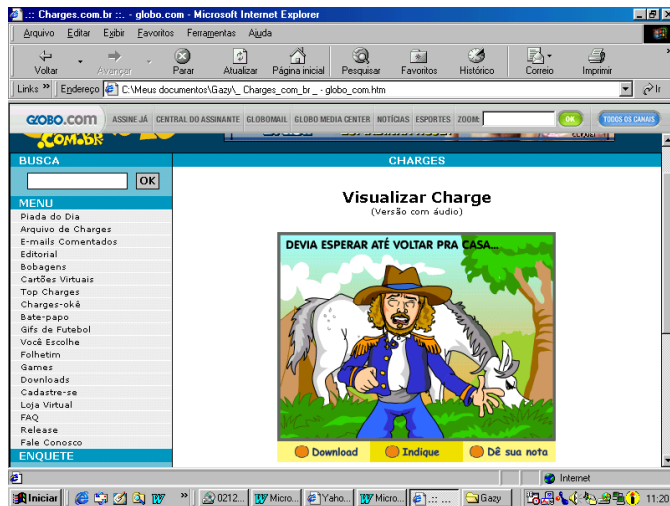 .:: Charges.com.br ::. - globo.com - Microsoft Internet Explorer
Arquivo Editar Exibir Favoritos Ferramentas Ajuda
Voltar Avançar Parar Atualizar Página inicial Pesquisar Favoritos Histórico Correio Imprimir
Links Endereço C:\Meus documentos\Gazy\_ Charges_com_br _ - globo_com.htm Ir
GLOBO.COM ASSINE JÁ CENTRAL DO ASSINANTE GLOBOMAIL GLOBO MEDIA CENTER NOTÍCIAS ESPORTES ZOOM: OK TODOS OS CANAIS
.COM.BR
BUSCA
CHARGES
OK
MENU
Visualizar Charge
(Versão com áudio)
Piada do Dia
Arquivo de Charges
E-mails Comentados
Editorial
Bobagens
Cartões Virtuais
Top Charges
Charges-okê
Bate-papo
Gifs de Futebol
Você Escolhe
Folhetim
Games
Downloads
Cadastre-se
Loja Virtual
FAQ
Release
Fale Conosco
ENQUETE
DEVIA ESPERAR ATÉ VOLTAR PRA CASA...
Download Indique Dê sua nota
Internet
Iniciar 0212... Micro... Yaho... Micro... .:: ... Gazy 11:20